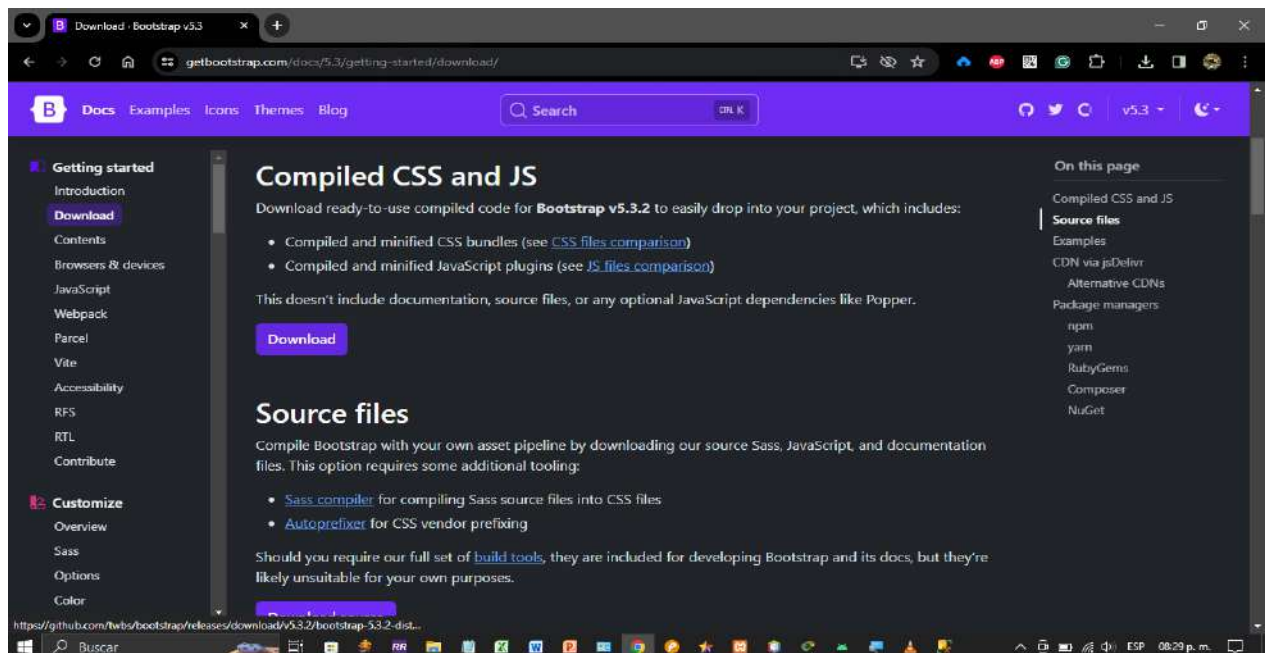 Download · Bootstrap v5.3
getbootstrap.com/docs/5.3/getting-started/download/
B Docs Examples Icons Themes Blog
Search CTRL K
v5.3
Getting started
Introduction
Download
Contents
Browsers & devices
JavaScript
Webpack
Parcel
Vite
Accessibility
RFS
RTL
Contribute
Customize
Overview
Sass
Options
Color
Compiled CSS and JS
Download ready-to-use compiled code for Bootstrap v5.3.2 to easily drop into your project, which includes:
• Compiled and minified CSS bundles (see CSS files comparison)
• Compiled and minified JavaScript plugins (see JS files comparison)
This doesn't include documentation, source files, or any optional JavaScript dependencies like Popper.
Download
Source files
Compile Bootstrap with your own asset pipeline by downloading our source Sass, JavaScript, and documentation
files. This option requires some additional tooling:
• Sass compiler for compiling Sass source files into CSS files
• Autoprefixer for CSS vendor prefixing
Should you require our full set of build tools, they are included for developing Bootstrap and its docs, but they're
likely unsuitable for your own purposes.
Download source
On this page
Compiled CSS and JS
Source files
Examples
CDN via jsDelivr
Alternative CDNs
Package managers
npm
yarn
RubyGems
Composer
NuGet
https://github.com/twbs/bootstrap/releases/download/v5.3.2/bootstrap-5.3.2-dist...
Buscar
ESP 08:29 p. m.